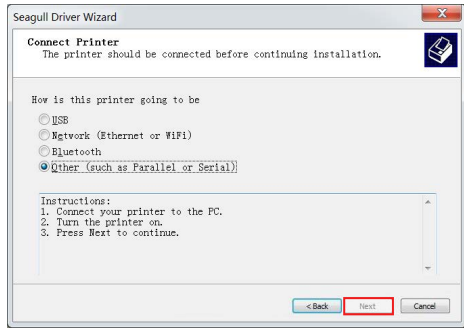 Seagull Driver Wizard
Connect Printer
The printer should be connected before continuing installation.
How is this printer going to be
USB
Network (Ethernet or WiFi)
Bluetooth
Other (such as Parallel or Serial)
Instructions:
1. Connect your printer to the PC.
2. Turn the printer on.
3. Press Next to continue.
< Back Next Cancel